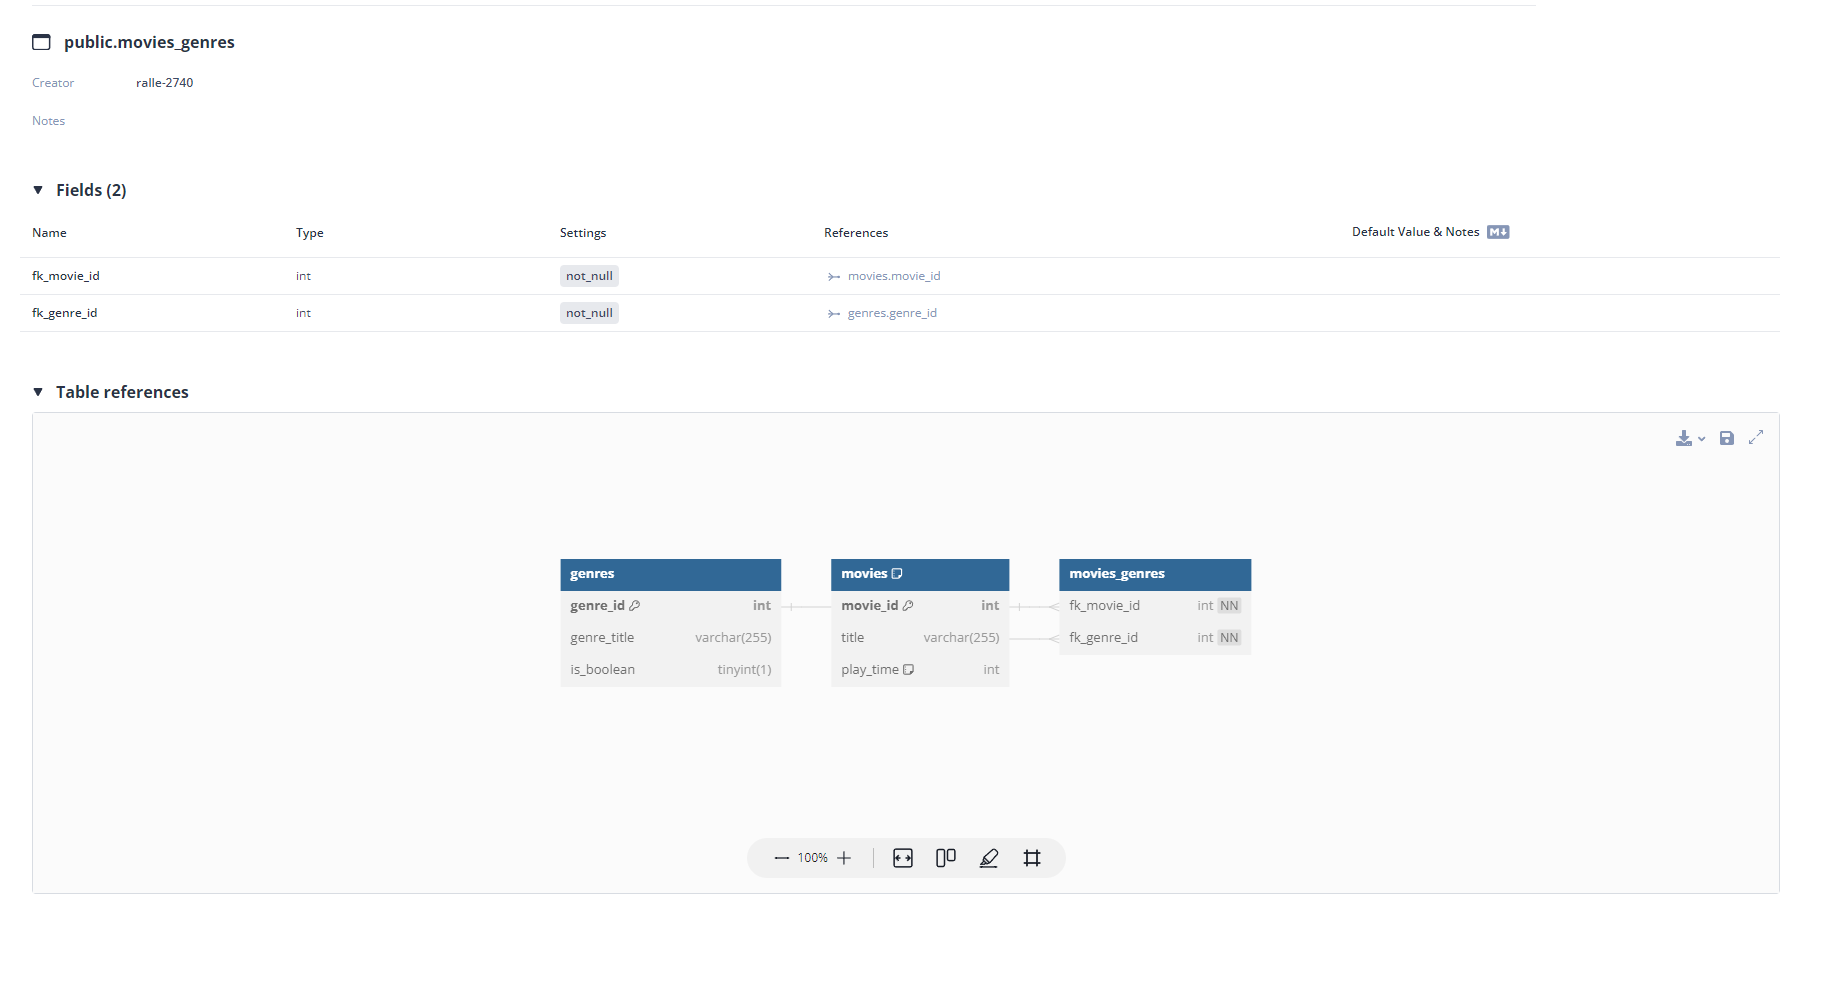 public.movies_genres
Creator ralle-2740
Notes
Fields (2)
Name Type Settings References Default Value & Notes M
fk_movie_id int not_null movies.movie_id
fk_genre_id int not_null genres.genre_id
Table references
genres movies movies_genres
genre_id int movie_id int fk_movie_id int NN
genre_title varchar(255) title varchar(255) fk_genre_id int NN
is_boolean tinyint(1) play_time int
100%